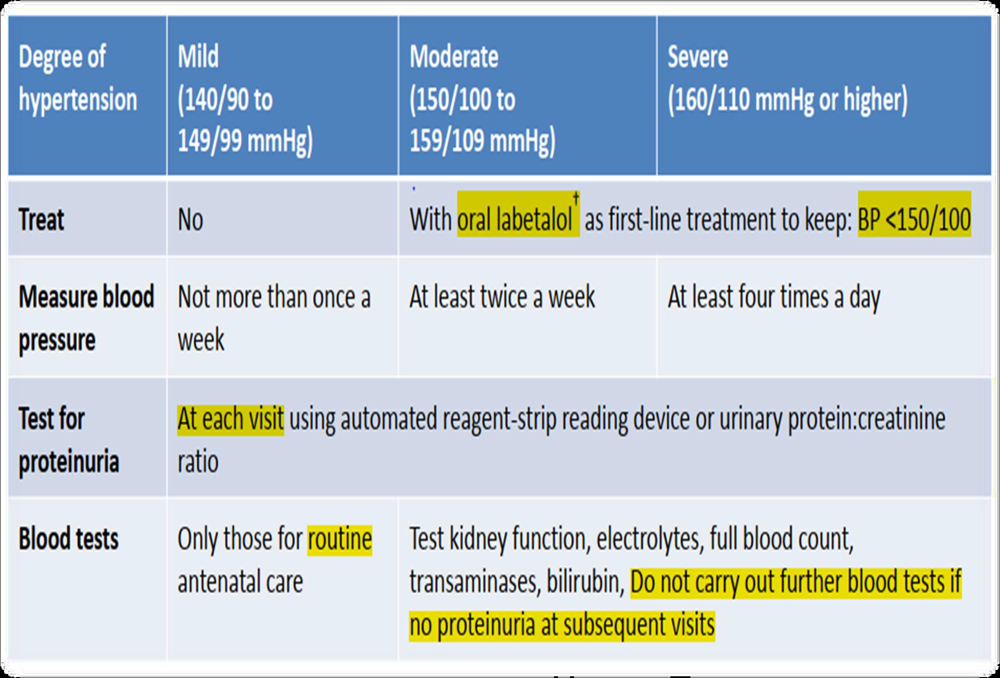 Degree of
hypertension
Mild
(140/90 to
149/99 mmHg)
Moderate
(150/100 to
159/109 mmHg)
Severe
(160/110 mmHg or higher)
Treat
No
With oral labetalol† as first-line treatment to keep: BP <150/100
Measure blood
pressure
Not more than once a
week
At least twice a week
At least four times a day
Test for
proteinuria
At each visit using automated reagent-strip reading device or urinary protein:creatinine
ratio
Blood tests
Only those for routine
antenatal care
Test kidney function, electrolytes, full blood count,
transaminases, bilirubin, Do not carry out further blood tests if
no proteinuria at subsequent visits